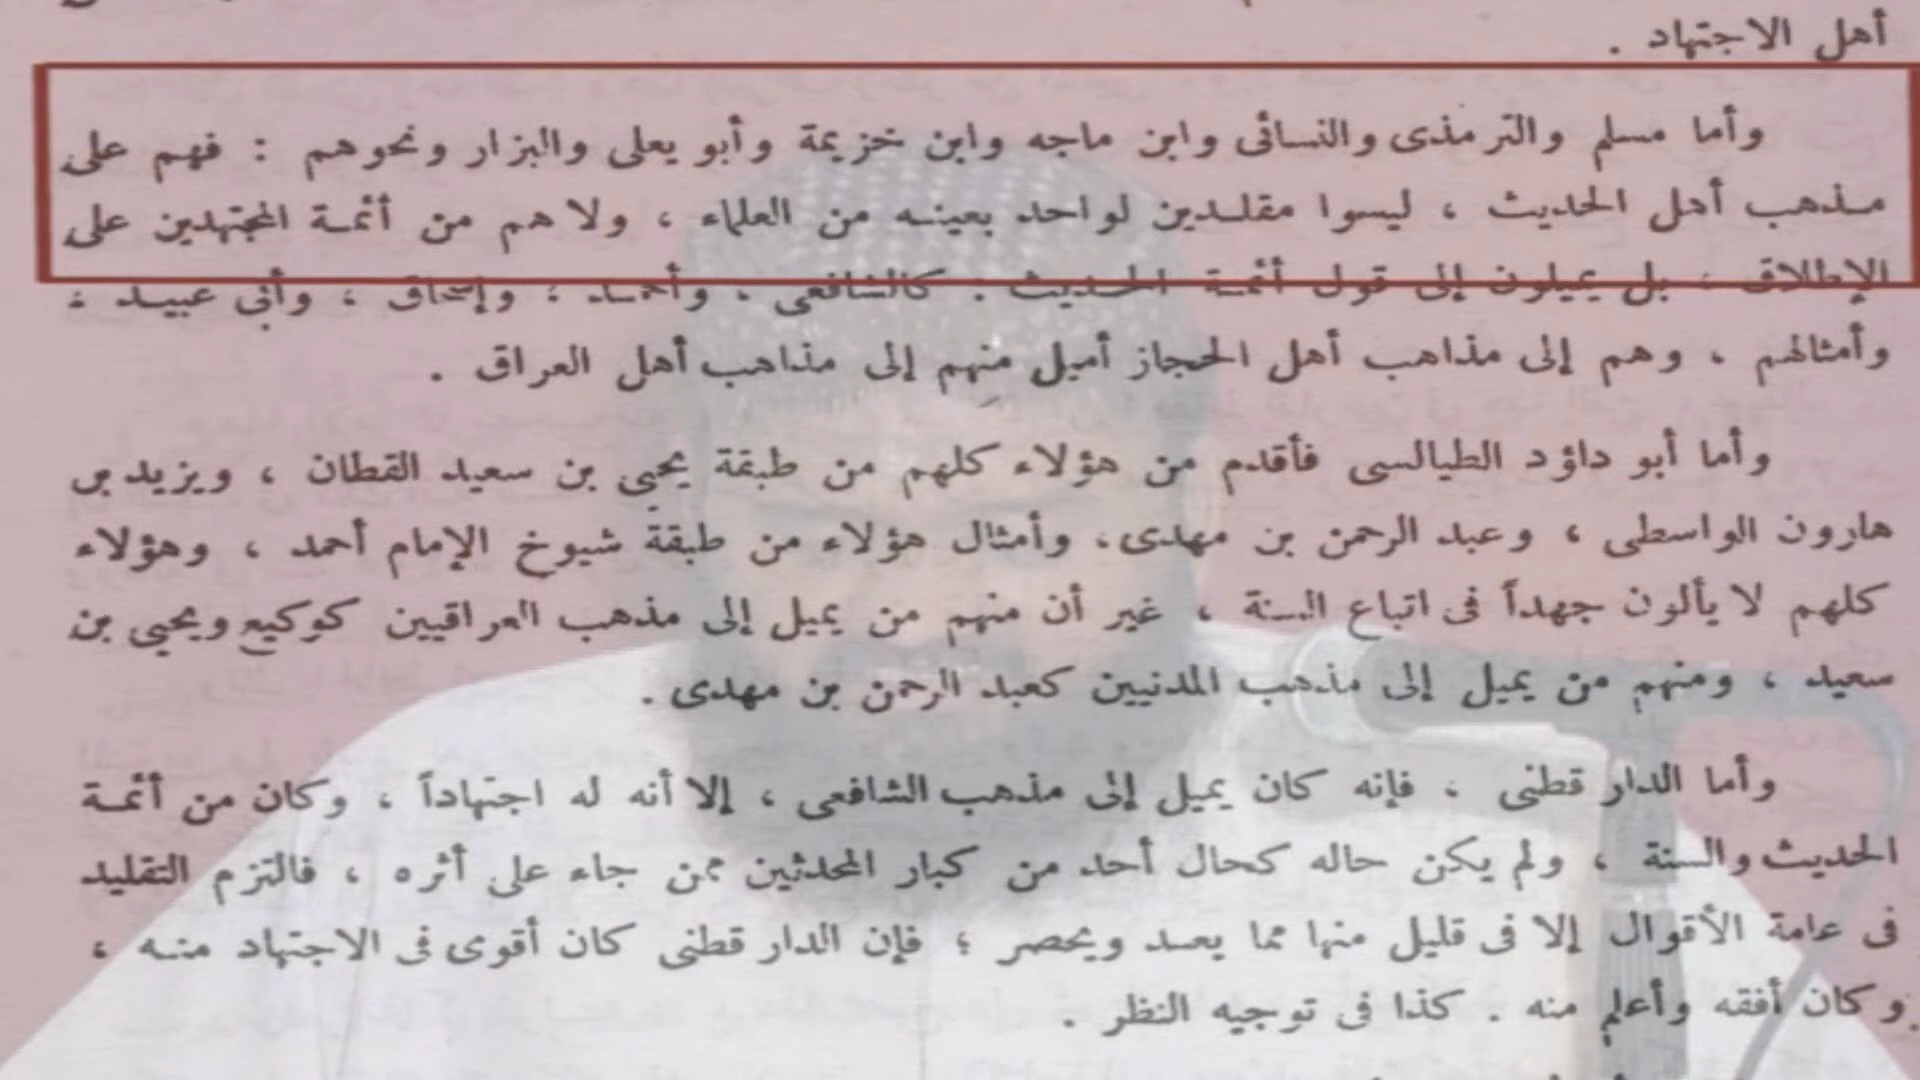 أهل الاجتهاد .
وأما مسلم والترمذى والنسائى وابن ماجه وابن خزيمة وأبو يعلى والبزار ونحوهم : فهم على
مذهب أهل الحديث ، ليسوا مقلدين لواحد بعينه من العلماء ، ولا هم من أئمة المجتهدين على
الإطلاق ، بل يميلون إلى قول أئمة الحديث . كالشافعى ، وأحمد ، وإسحاق ، وأبى عبيد ،
وأمثالهم ، وهم إلى مذاهب أهل الحجاز أميل منهم إلى مذاهب أهل العراق .
وأما أبو داؤد الطيالسى فأقدم من هؤلاء كلهم من طبقة يحيى بن سعيد القطان ، ويزيد بن
هارون الواسطى ، وعبد الرحمن بن مهدى، وأمثال هؤلاء من طبقة شيوخ الإمام أحمد ، وهؤلاء
كلهم لا يألون جهداً فى اتباع السنة ، غير أن منهم من يميل إلى مذهب العراقيين كوكيع ويحيى بن
سعيد ، ومنهم من يميل إلى مذهب المدنيين كعبد الرحمن بن مهدى .
وأما الدار قطنى ، فإنه كان يميل إلى مذهب الشافعى ، إلا أنه له اجتهاداً ، وكان من أئمة
الحديث والسنة ، ولم يكن حاله كحال أحد من كبار المحدثين ممن جاء على أثره ، فالتزم التقليد
فى عامة الأقوال إلا فى قليل منها مما يعد ويحصر ؛ فإن الدار قطنى كان أقوى فى الاجتهاد منه ،
وكان أفقه وأعلم منه . كذا فى توجيه النظر .